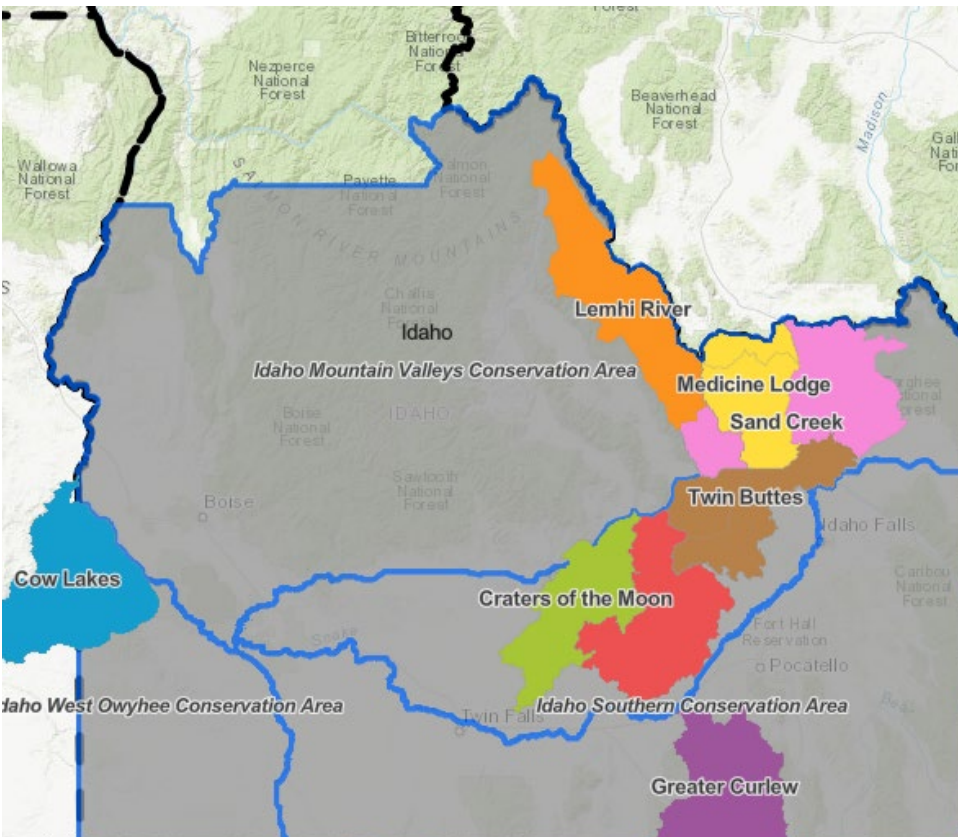 Forest
Bitterroot
National
Forest
Nezperce
National
Forest
Beaverhead
National
Forest
Madison
Wallowa
National
Forest
Payette
National
Forest
National
Forest
SALMON RIVER MOUNTAINS
Challis
National
Forest
Lemhi River
Idaho
Idaho Mountain Valleys Conservation Area
Medicine Lodge
Sand Creek
IDAHO
Boise
National
Forest
Sawtooth
National
Forest
Boise
Twin Buttes
Idaho Falls
Cow Lakes
Craters of the Moon
Caribou
National
Forest
Snake
Fort Hall
Reservation
Pocatello
daho West Owyhee Conservation Area
Idaho Southern Conservation Area
Twin Falls
Greater Curlew